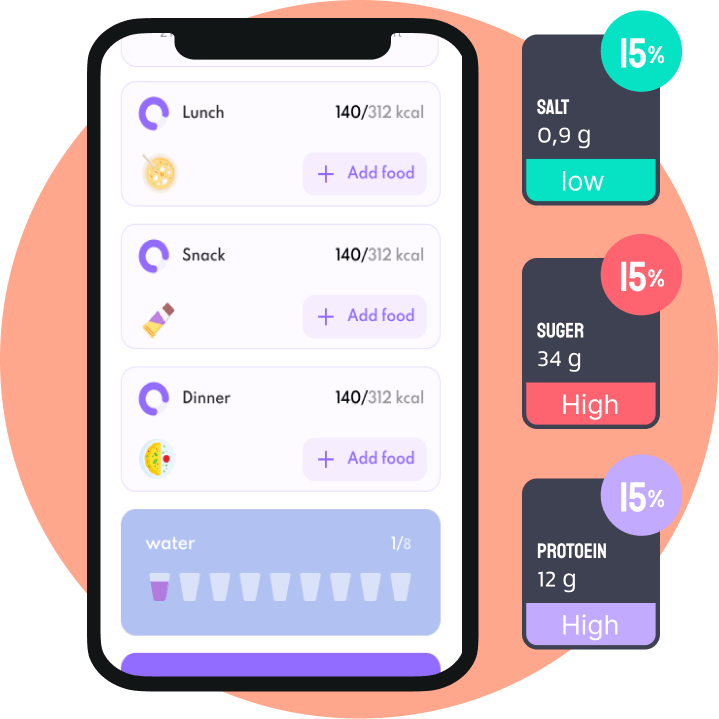 Lunch 140/312 kcal
+ Add food
Snack 140/312 kcal
+ Add food
Dinner 140/312 kcal
+ Add food
water 1/8
15%
SALT
0,9 g
low
15%
SUGER
34 g
High
15%
PROTOEIN
12 g
High